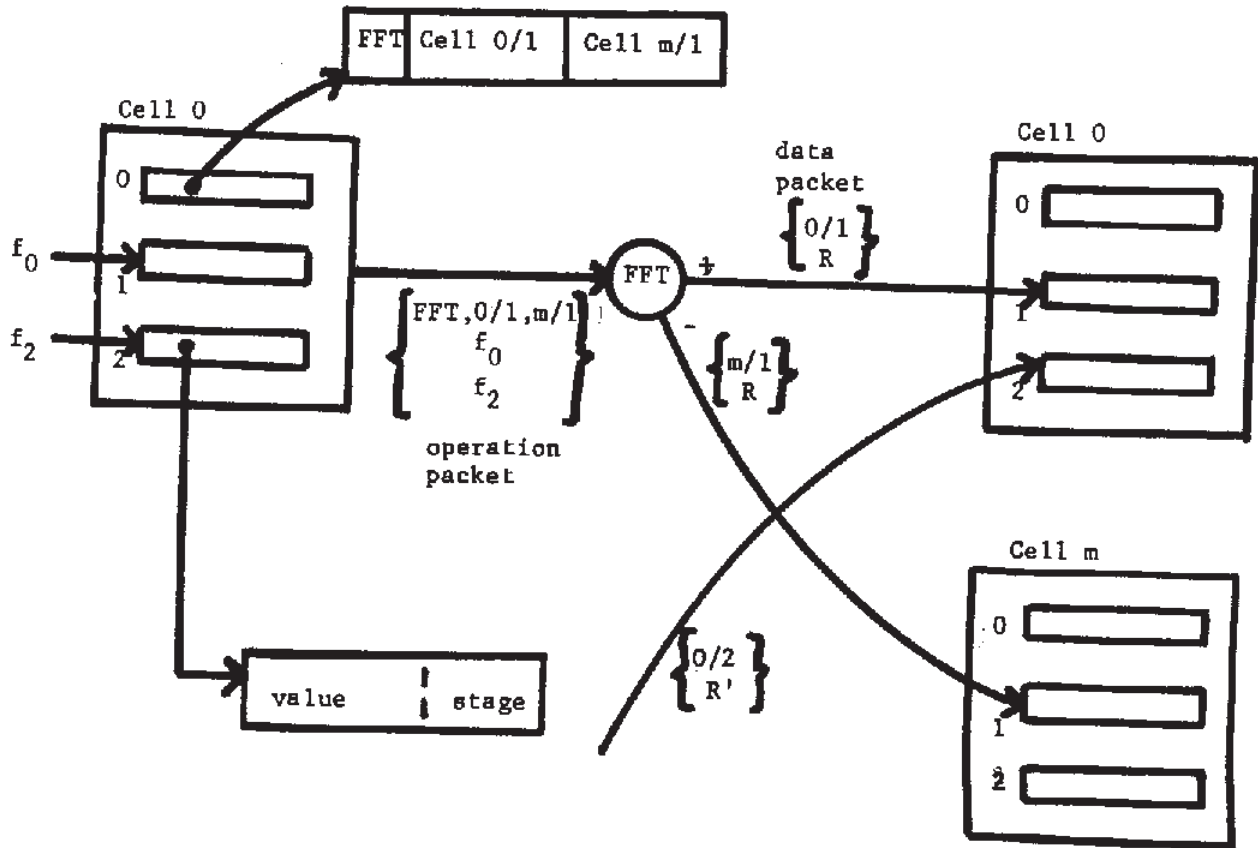 FFT Cell 0/1 Cell m/1
Cell 0
0
f0
1
f2
2
FFT,0/1,m/1
f0
f2
operation
packet
FFT
+
-
data
packet
0/1
R
m/1
R
0/2
R'
Cell 0
0
1
2
Cell m
0
1
2
value stage